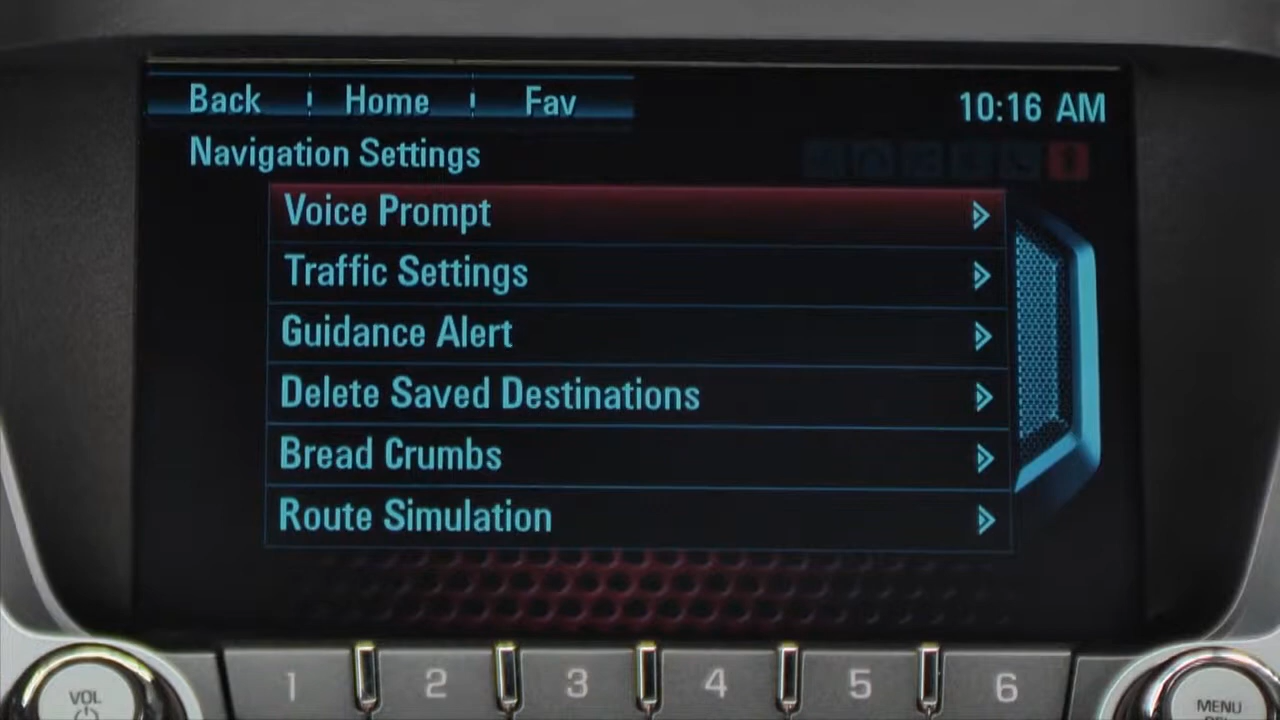 Back Home Fav
10:16 AM
Navigation Settings
Voice Prompt
Traffic Settings
Guidance Alert
Delete Saved Destinations
Bread Crumbs
Route Simulation
1 2 3 4 5 6
VOL
MENU